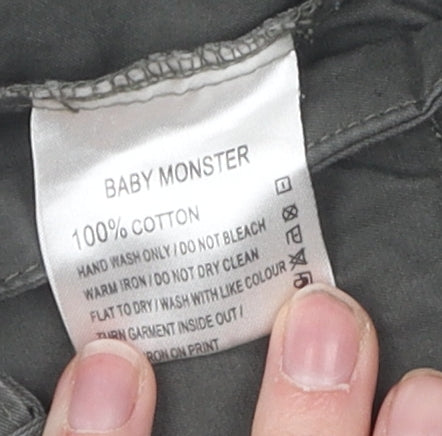 BABY MONSTER
100% COTTON
HAND WASH ONLY / DO NOT BLEACH
WARM IRON / DO NOT DRY CLEAN
FLAT TO DRY / WASH WITH LIKE COLOUR
TURN GARMENT INSIDE OUT /
IRON ON PRINT